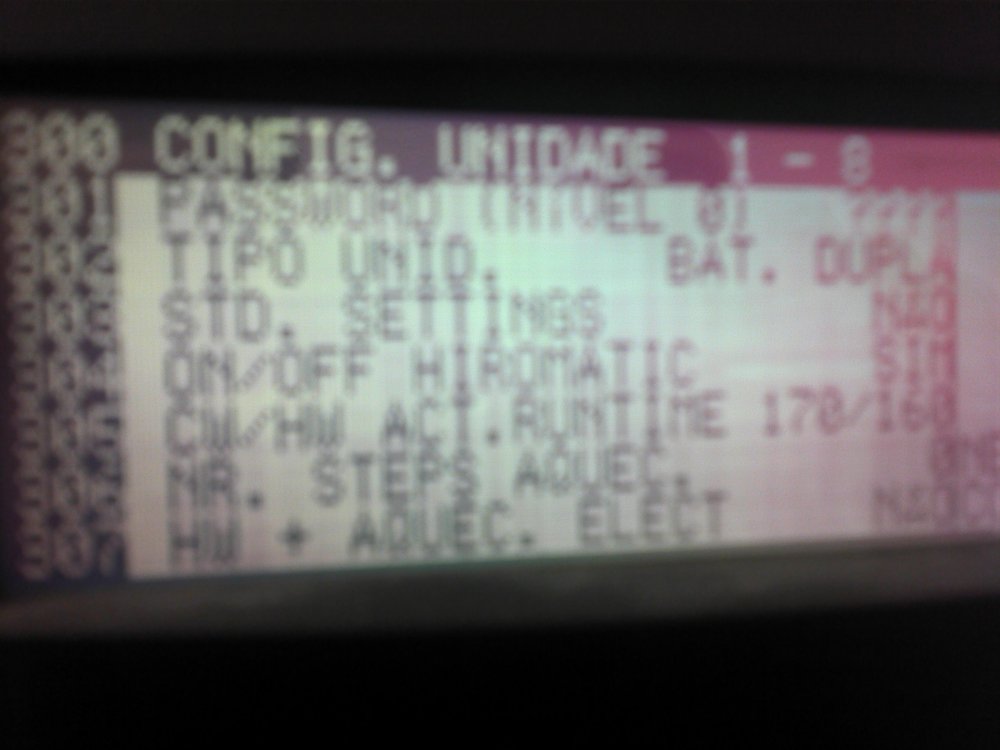 300 CONFIG. UNIDADE 1 - 8
301 PASSWORD (NIVEL 0) ????
302 TIPO UNID. BAT. DUPLA
303 STD. SETTINGS NÃO
304 ON/OFF HIROMATIC SIM
305 CW/HW ACT.RUNTIME 170/160
306 NR. STEPS AQUEC.
307 HW + AQUEC. ELECT